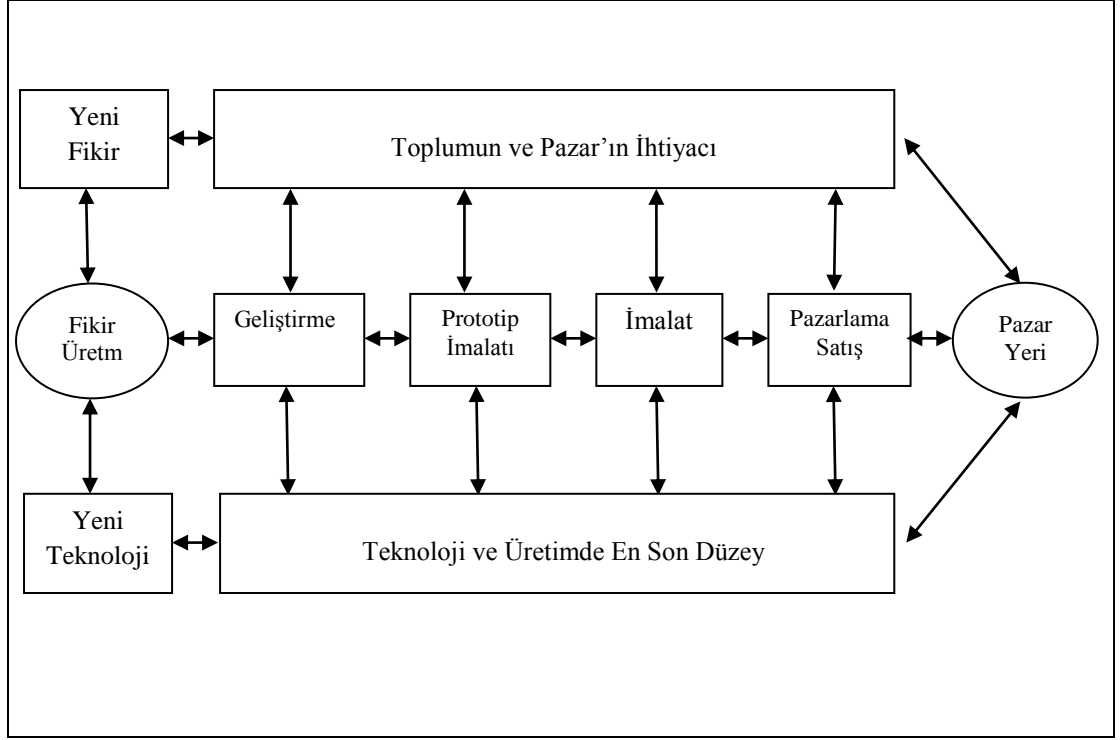 Yeni
Fikir
Toplumun ve Pazar’ın İhtiyacı
Fikir
Üretm
Geliştirme
Prototip
İmalatı
İmalat
Pazarlama
Satış
Pazar
Yeri
Yeni
Teknoloji
Teknoloji ve Üretimde En Son Düzey